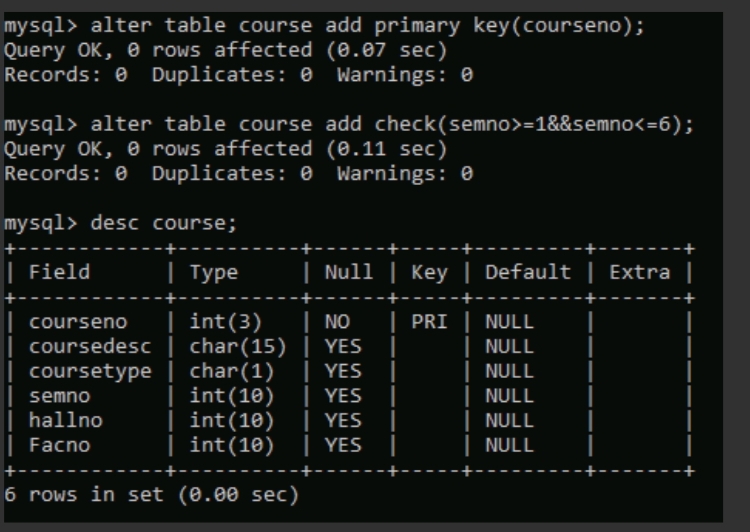 mysql> alter table course add primary key(courseno);
Query OK, 0 rows affected (0.07 sec)
Records: 0  Duplicates: 0  Warnings: 0

mysql> alter table course add check(semno>=1&&semno<=6);
Query OK, 0 rows affected (0.11 sec)
Records: 0  Duplicates: 0  Warnings: 0

mysql> desc course;
+------------+----------+------+-----+---------+-------+
| Field      | Type     | Null | Key | Default | Extra |
+------------+----------+------+-----+---------+-------+
| courseno   | int(3)   | NO   | PRI | NULL    |       |
| coursedesc | char(15) | YES  |     | NULL    |       |
| coursetype | char(1)  | YES  |     | NULL    |       |
| semno      | int(10)  | YES  |     | NULL    |       |
| hallno     | int(10)  | YES  |     | NULL    |       |
| Facno      | int(10)  | YES  |     | NULL    |       |
+------------+----------+------+-----+---------+-------+
6 rows in set (0.00 sec)